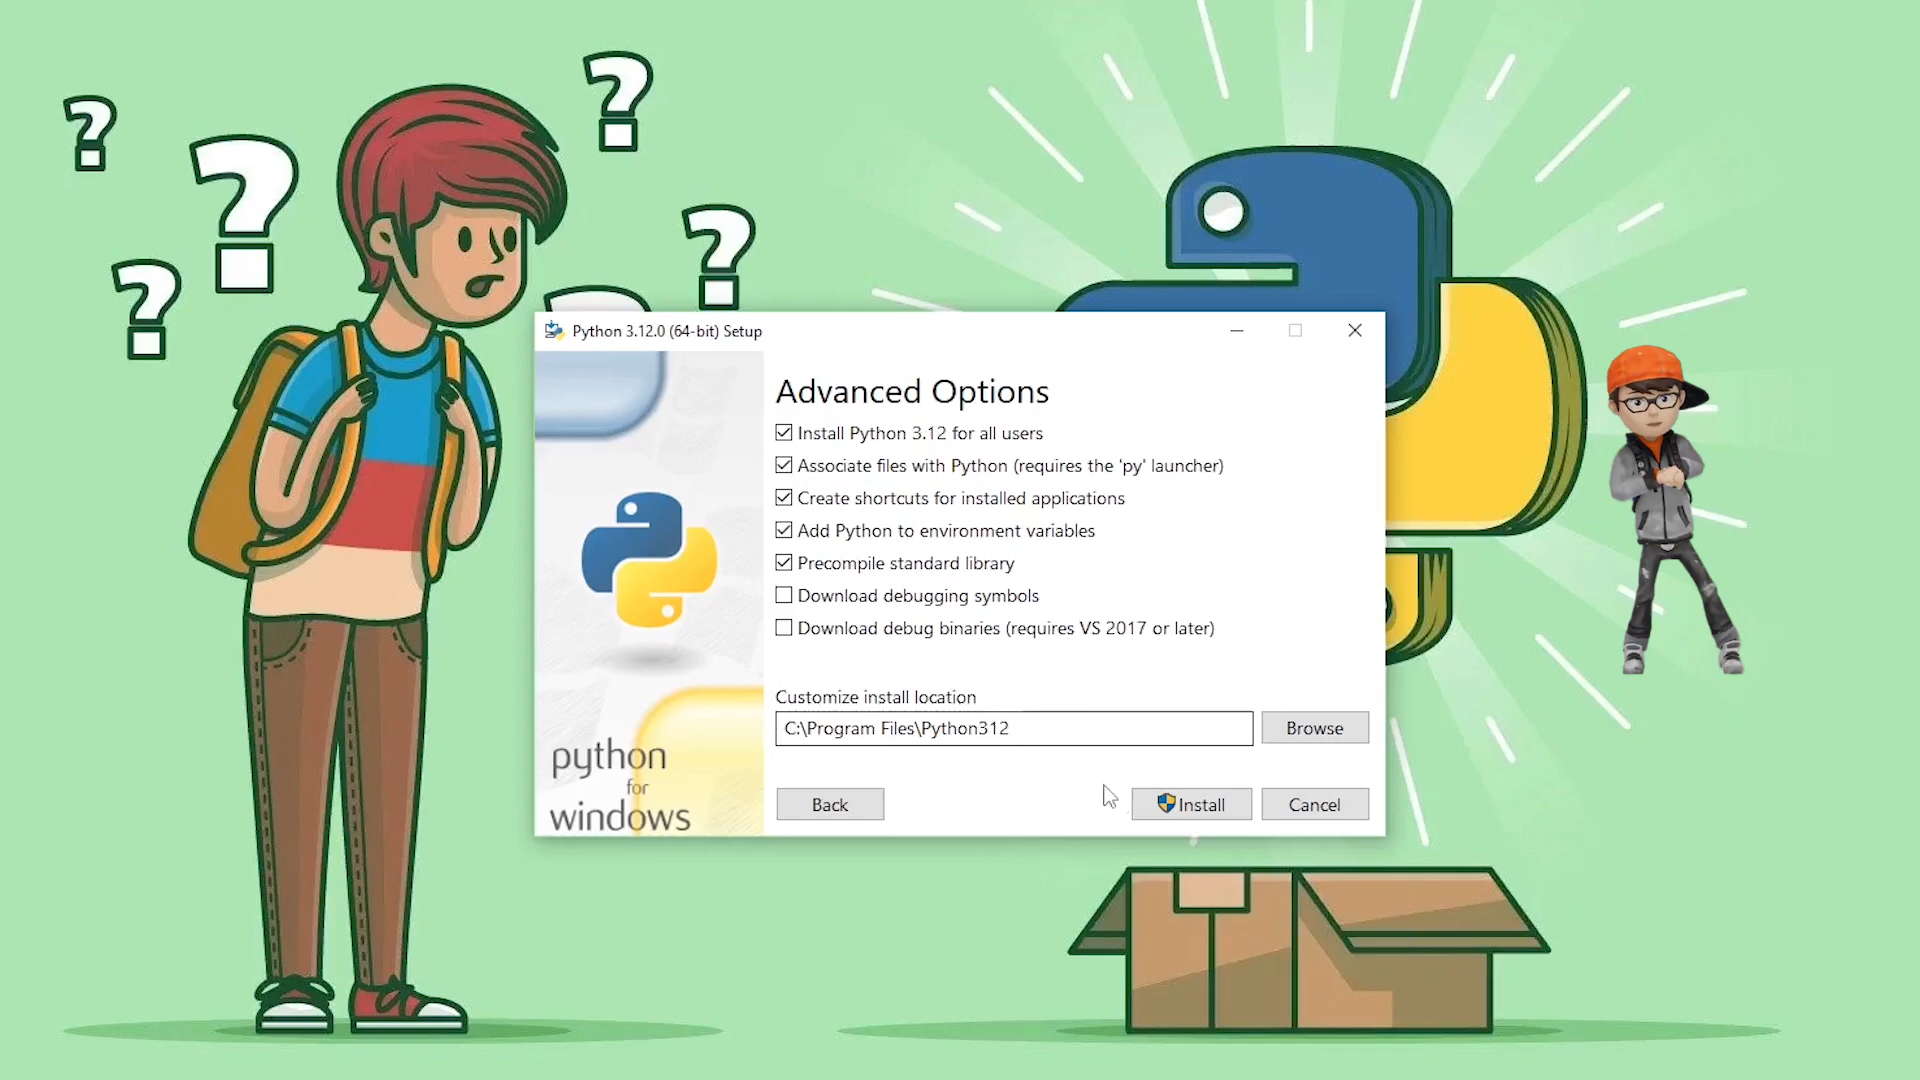 ?
?
?
?
?
Python 3.12.0 (64-bit) Setup
Advanced Options
Install Python 3.12 for all users
Associate files with Python (requires the 'py' launcher)
Create shortcuts for installed applications
Add Python to environment variables
Precompile standard library
Download debugging symbols
Download debug binaries (requires VS 2017 or later)
Customize install location
C:\Program Files\Python312
Browse
python
for
windows
Back
Install
Cancel